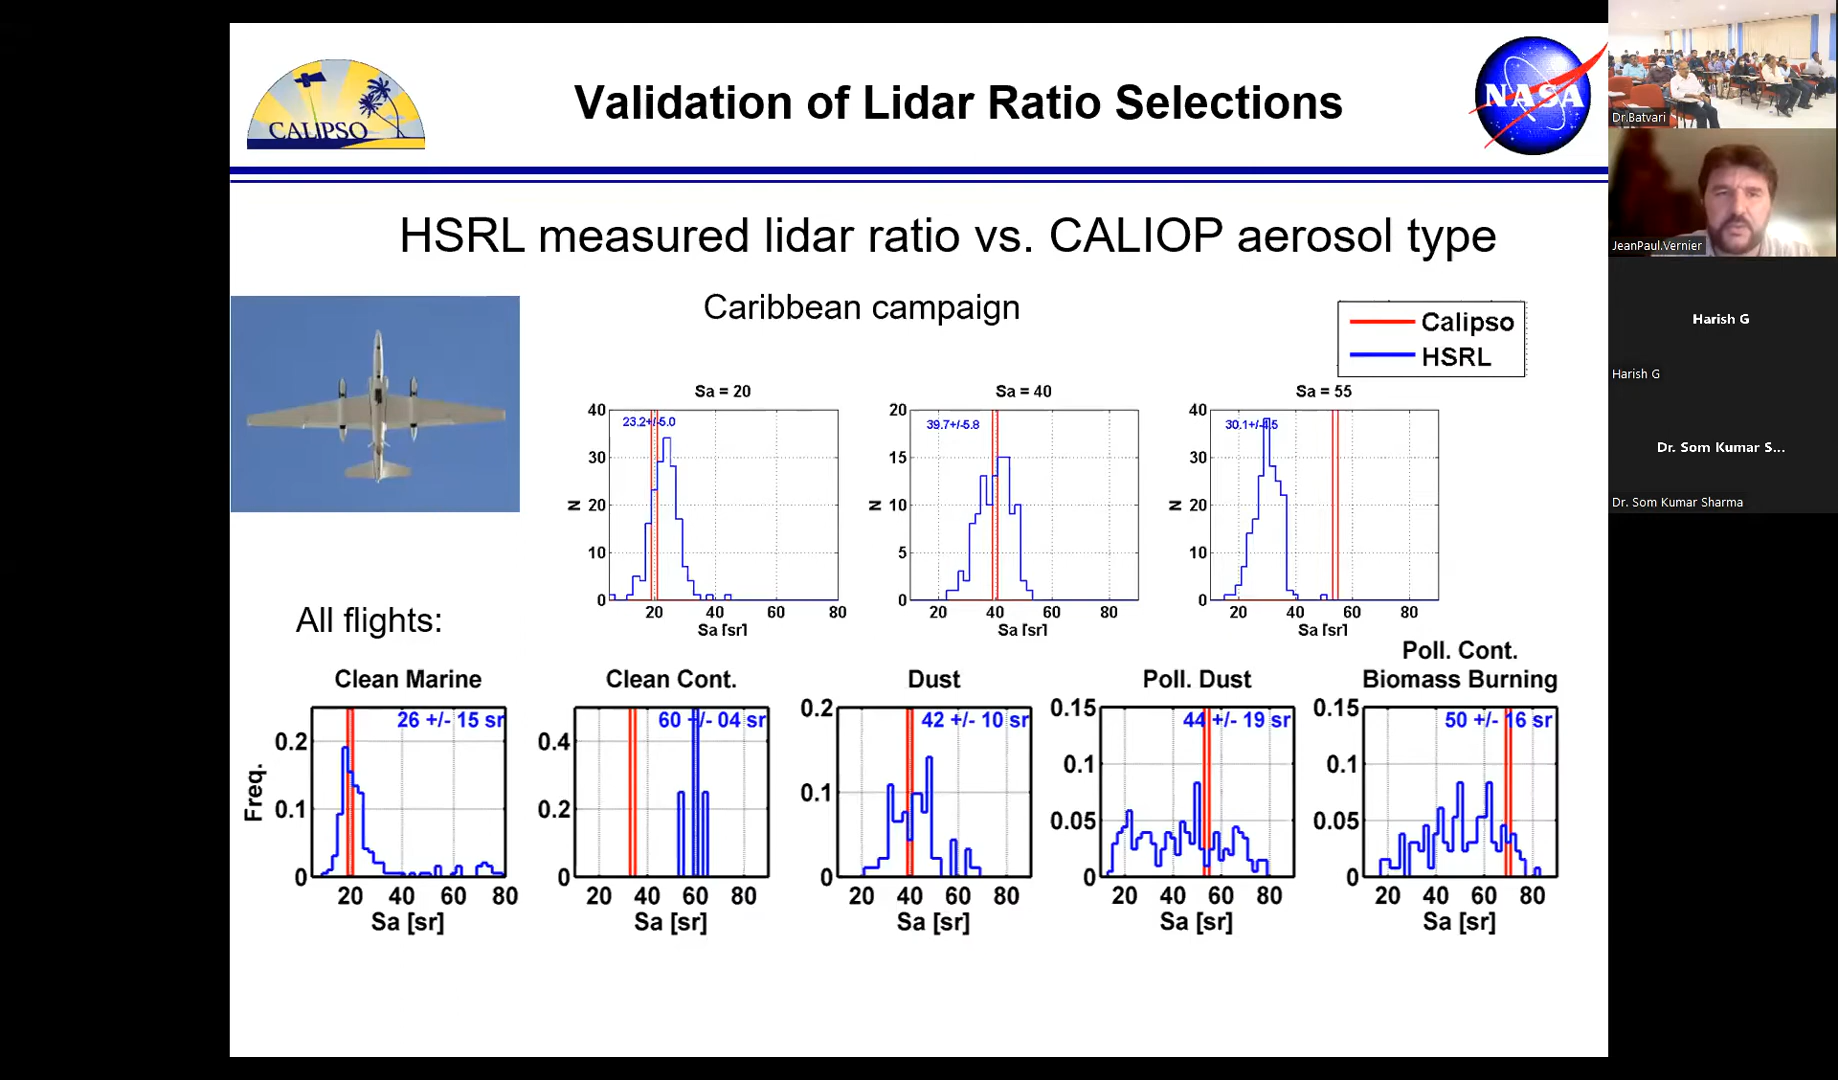 CALIPSO
Validation of Lidar Ratio Selections
NASA
HSRL measured lidar ratio vs. CALIOP aerosol type
Caribbean campaign
Calipso
HSRL
Sa = 20
40
30
20
10
0
N
23.2+/-5.0
20
40
60
80
Sa [sr]
Sa = 40
20
15
10
5
0
N
39.7+/-5.8
20
40
60
80
Sa [sr]
Sa = 55
40
30
20
10
0
N
30.1+/-4.5
20
40
60
80
Sa [sr]
All flights:
Clean Marine
26 +/- 15 sr
0.2
0.1
0
Freq.
20
40
60
80
Sa [sr]
Clean Cont.
60 +/- 04 sr
0.4
0.2
0
20
40
60
80
Sa [sr]
Dust
42 +/- 10 sr
0.2
0.1
0
20
40
60
80
Sa [sr]
Poll. Dust
44 +/- 19 sr
0.15
0.1
0.05
0
20
40
60
80
Sa [sr]
Poll. Cont.
Biomass Burning
50 +/- 16 sr
0.15
0.1
0.05
0
20
40
60
80
Sa [sr]
Dr.Batvari
JeanPaul.Vernier
Harish G
Harish G
Dr. Som Kumar S...
Dr. Som Kumar Sharma